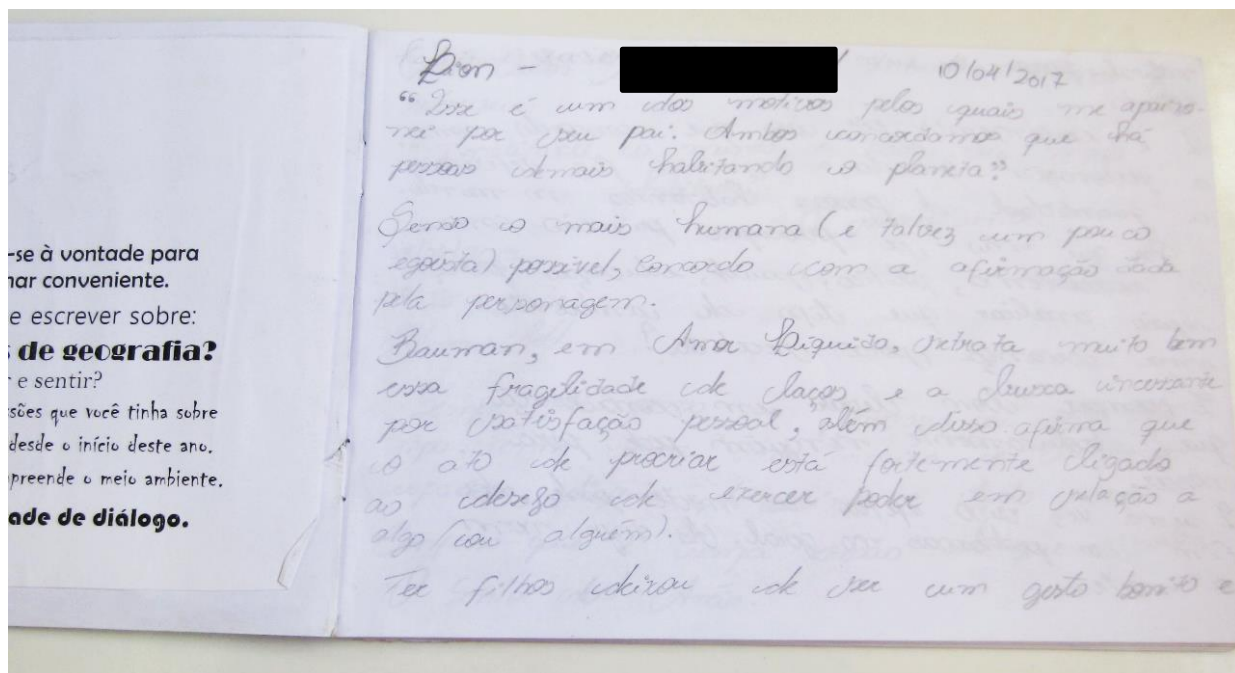 -se à vontade para
har conveniente.
e escrever sobre:
de geografia?
r e sentir?
sões que você tinha sobre
desde o início deste ano.
preende o meio ambiente.
ade de diálogo.
10/04/2017
"Isse é um dos motivos pelos quais me apaixo-
nei por seu pai. Ambos concordamos que há
pessoas demais habitando o planeta."
Sendo o mais humana (e talvez um pouco
egoísta) possível, concordo com a afirmação dada
pela personagem.
Bauman, em Amor Líquido, retrata muito bem
essa fragilidade de laços e a busca incessante
por satisfação pessoal, além disso afirma que
o ato de procriar está fortemente ligado
ao desejo de exercer poder em relação a
algo (ou alguém).
Ter filhos deixou de ser um gesto bonito e